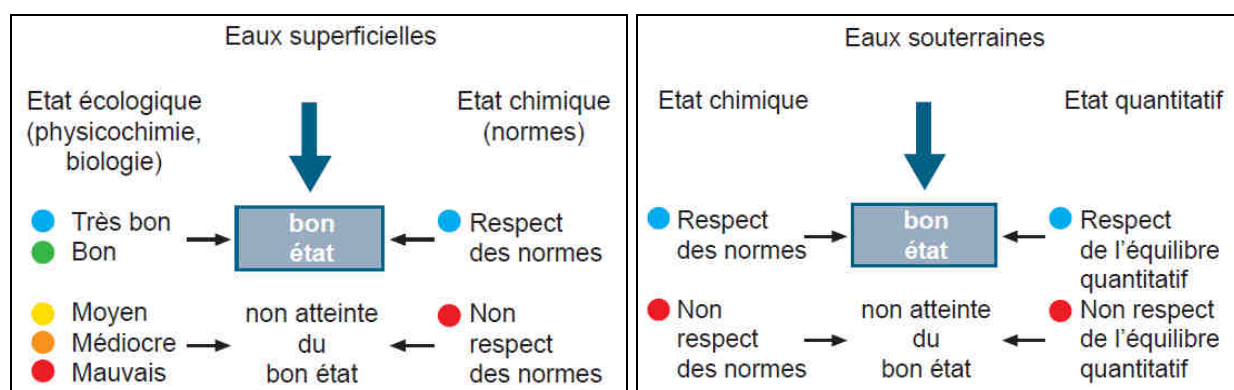 Eaux superficielles
Etat écologique
(physicochimie,
biologie)
Etat chimique
(normes)
Très bon
Bon
bon
état
Respect
des normes
Moyen
Médiocre
Mauvais
non atteinte
du
bon état
Non
respect
des normes
Eaux souterraines
Etat chimique
Etat quantitatif
Respect
des normes
bon
état
Respect
de l'équilibre
quantitatif
Non
respect
des normes
non atteinte
du
bon état
Non respect
de l'équilibre
quantitatif